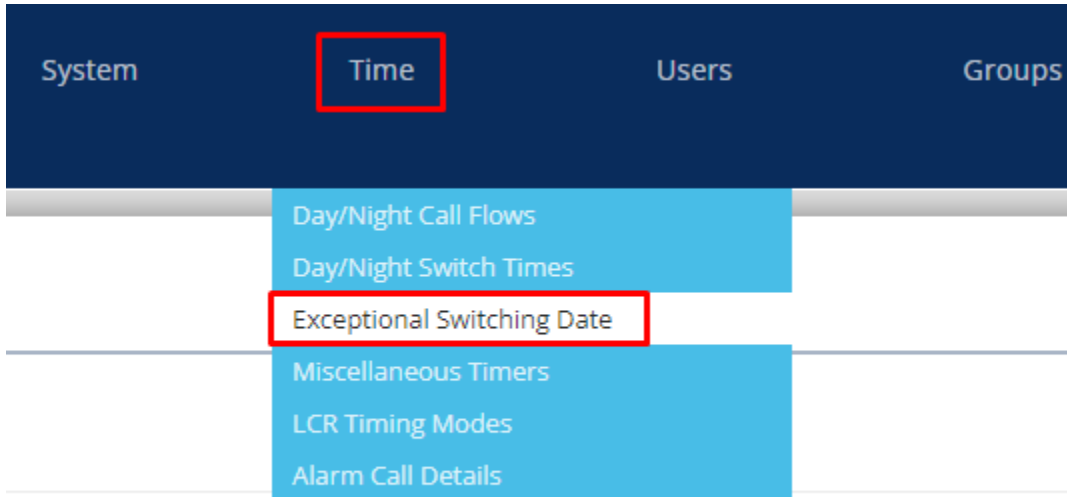 System Time Users Groups
Day/Night Call Flows
Day/Night Switch Times
Exceptional Switching Date
Miscellaneous Timers
LCR Timing Modes
Alarm Call Details